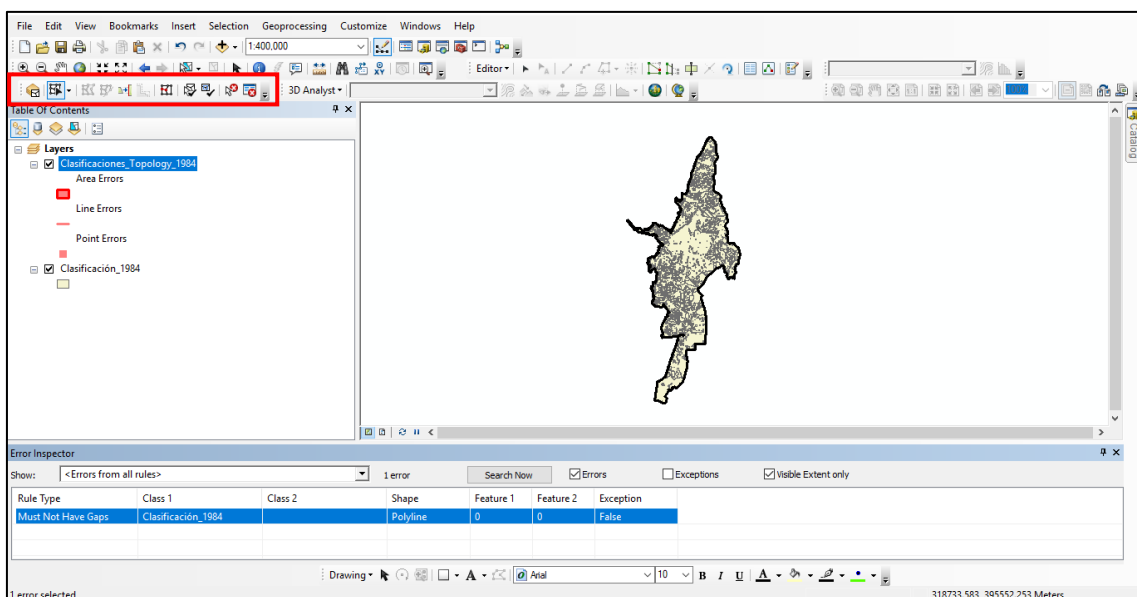 File Edit View Bookmarks Insert Selection Geoprocessing Customize Windows Help
1:400.000
Editor
3D Analyst
Table Of Contents
Layers
Clasificaciones_Topology_1984
Area Errors
Line Errors
Point Errors
Clasificación_1984
Catalog
Error Inspector
Show: <Errors from all rules> 1 error Search Now Errors Exceptions Visible Extent only
Rule Type Class 1 Class 2 Shape Feature 1 Feature 2 Exception
Must Not Have Gaps Clasificación_1984 Polyline 0 0 False
Drawing A Arial 10 B I U A
1 error selected 318733,583 395552,253 Meters